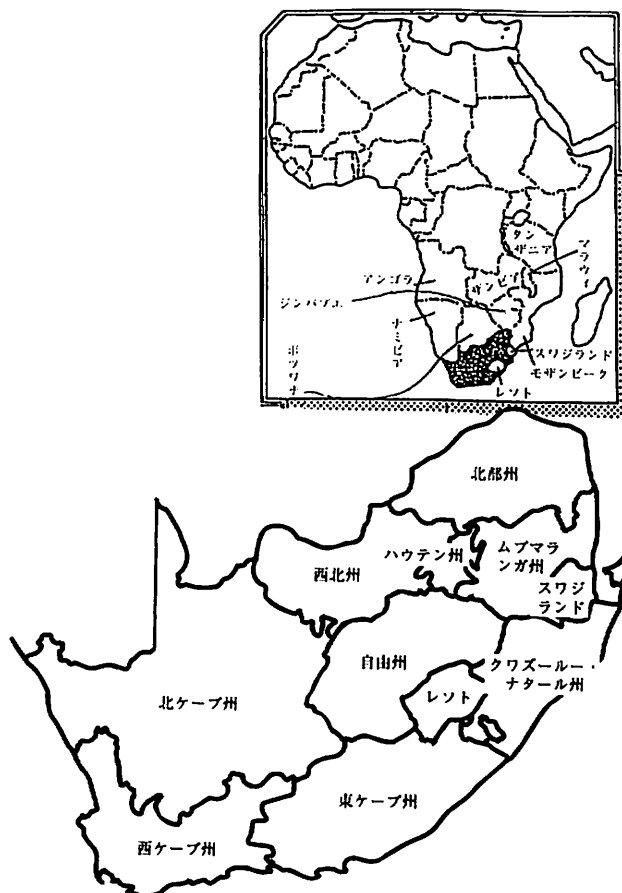 タン
ザニア
マラウイ
アンゴラ
ザンビア
ジンバブエ
ナミビア
ボツワナ
スワジランド
モザンビーク
レソト
北部州
ハウテン州
ムプマラ
ンガ州
西北州
スワジ
ランド
自由州
クワズールー・
ナタール州
レソト
北ケープ州
東ケープ州
西ケープ州